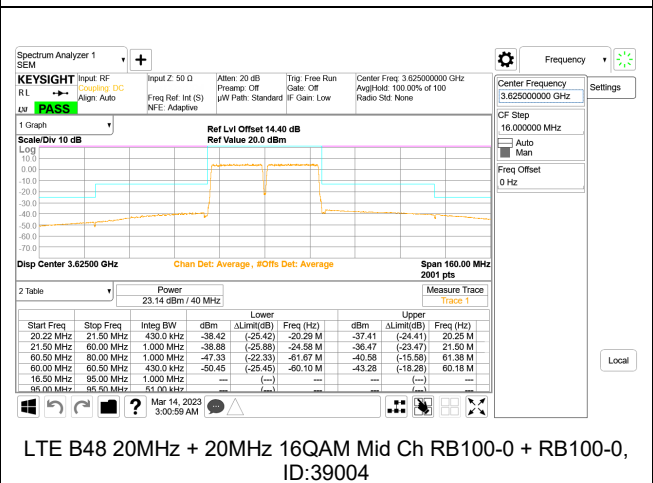 Spectrum Analyzer 1
SEM
Frequency
KEYSIGHT Input: RF Input Z: 50 Ω Atten: 20 dB Trig: Free Run Center Freq: 3.625000000 GHz
RL Coupling: DC Preamp: Off Gate: Off Avg|Hold: 100.00% of 100
Align: Auto Freq Ref: Int (S) µW Path: Standard IF Gain: Low Radio Std: None
PASS NFE: Adaptive
Center Frequency
3.625000000 GHz
Settings
CF Step
16.000000 MHz
Auto
Man
Freq Offset
0 Hz
Local
1 Graph
Ref Lvl Offset 14.40 dB
Scale/Div 10 dB Ref Value 20.0 dBm
Log
10.0
0.00
-10.0
-20.0
-30.0
-40.0
-50.0
-60.0
-70.0
Disp Center 3.62500 GHz Chan Det: Average , #Offs Det: Average Span 160.00 MHz
2001 pts
2 Table Power Measure Trace
23.14 dBm / 40 MHz Trace 1
Lower Upper
Start Freq Stop Freq Integ BW dBm ∆Limit(dB) Freq (Hz) dBm ∆Limit(dB) Freq (Hz)
20.22 MHz 21.50 MHz 430.0 kHz -38.42 (-25.42) -20.29 M -37.41 (-24.41) 20.25 M
21.50 MHz 60.00 MHz 1.000 MHz -38.88 (-25.88) -24.58 M -36.47 (-23.47) 21.50 M
60.50 MHz 80.00 MHz 1.000 MHz -47.33 (-22.33) -61.67 M -40.58 (-15.58) 61.38 M
60.00 MHz 60.50 MHz 430.0 kHz -50.45 (-25.45) -60.10 M -43.28 (-18.28) 60.18 M
16.50 MHz 95.00 MHz 1.000 MHz --- (---) --- --- (---) ---
95.00 MHz 95.50 MHz 51.00 kHz --- (---) --- --- (---) ---
Mar 14, 2023
3:00:59 AM
LTE B48 20MHz + 20MHz 16QAM Mid Ch RB100-0 + RB100-0,
ID:39004